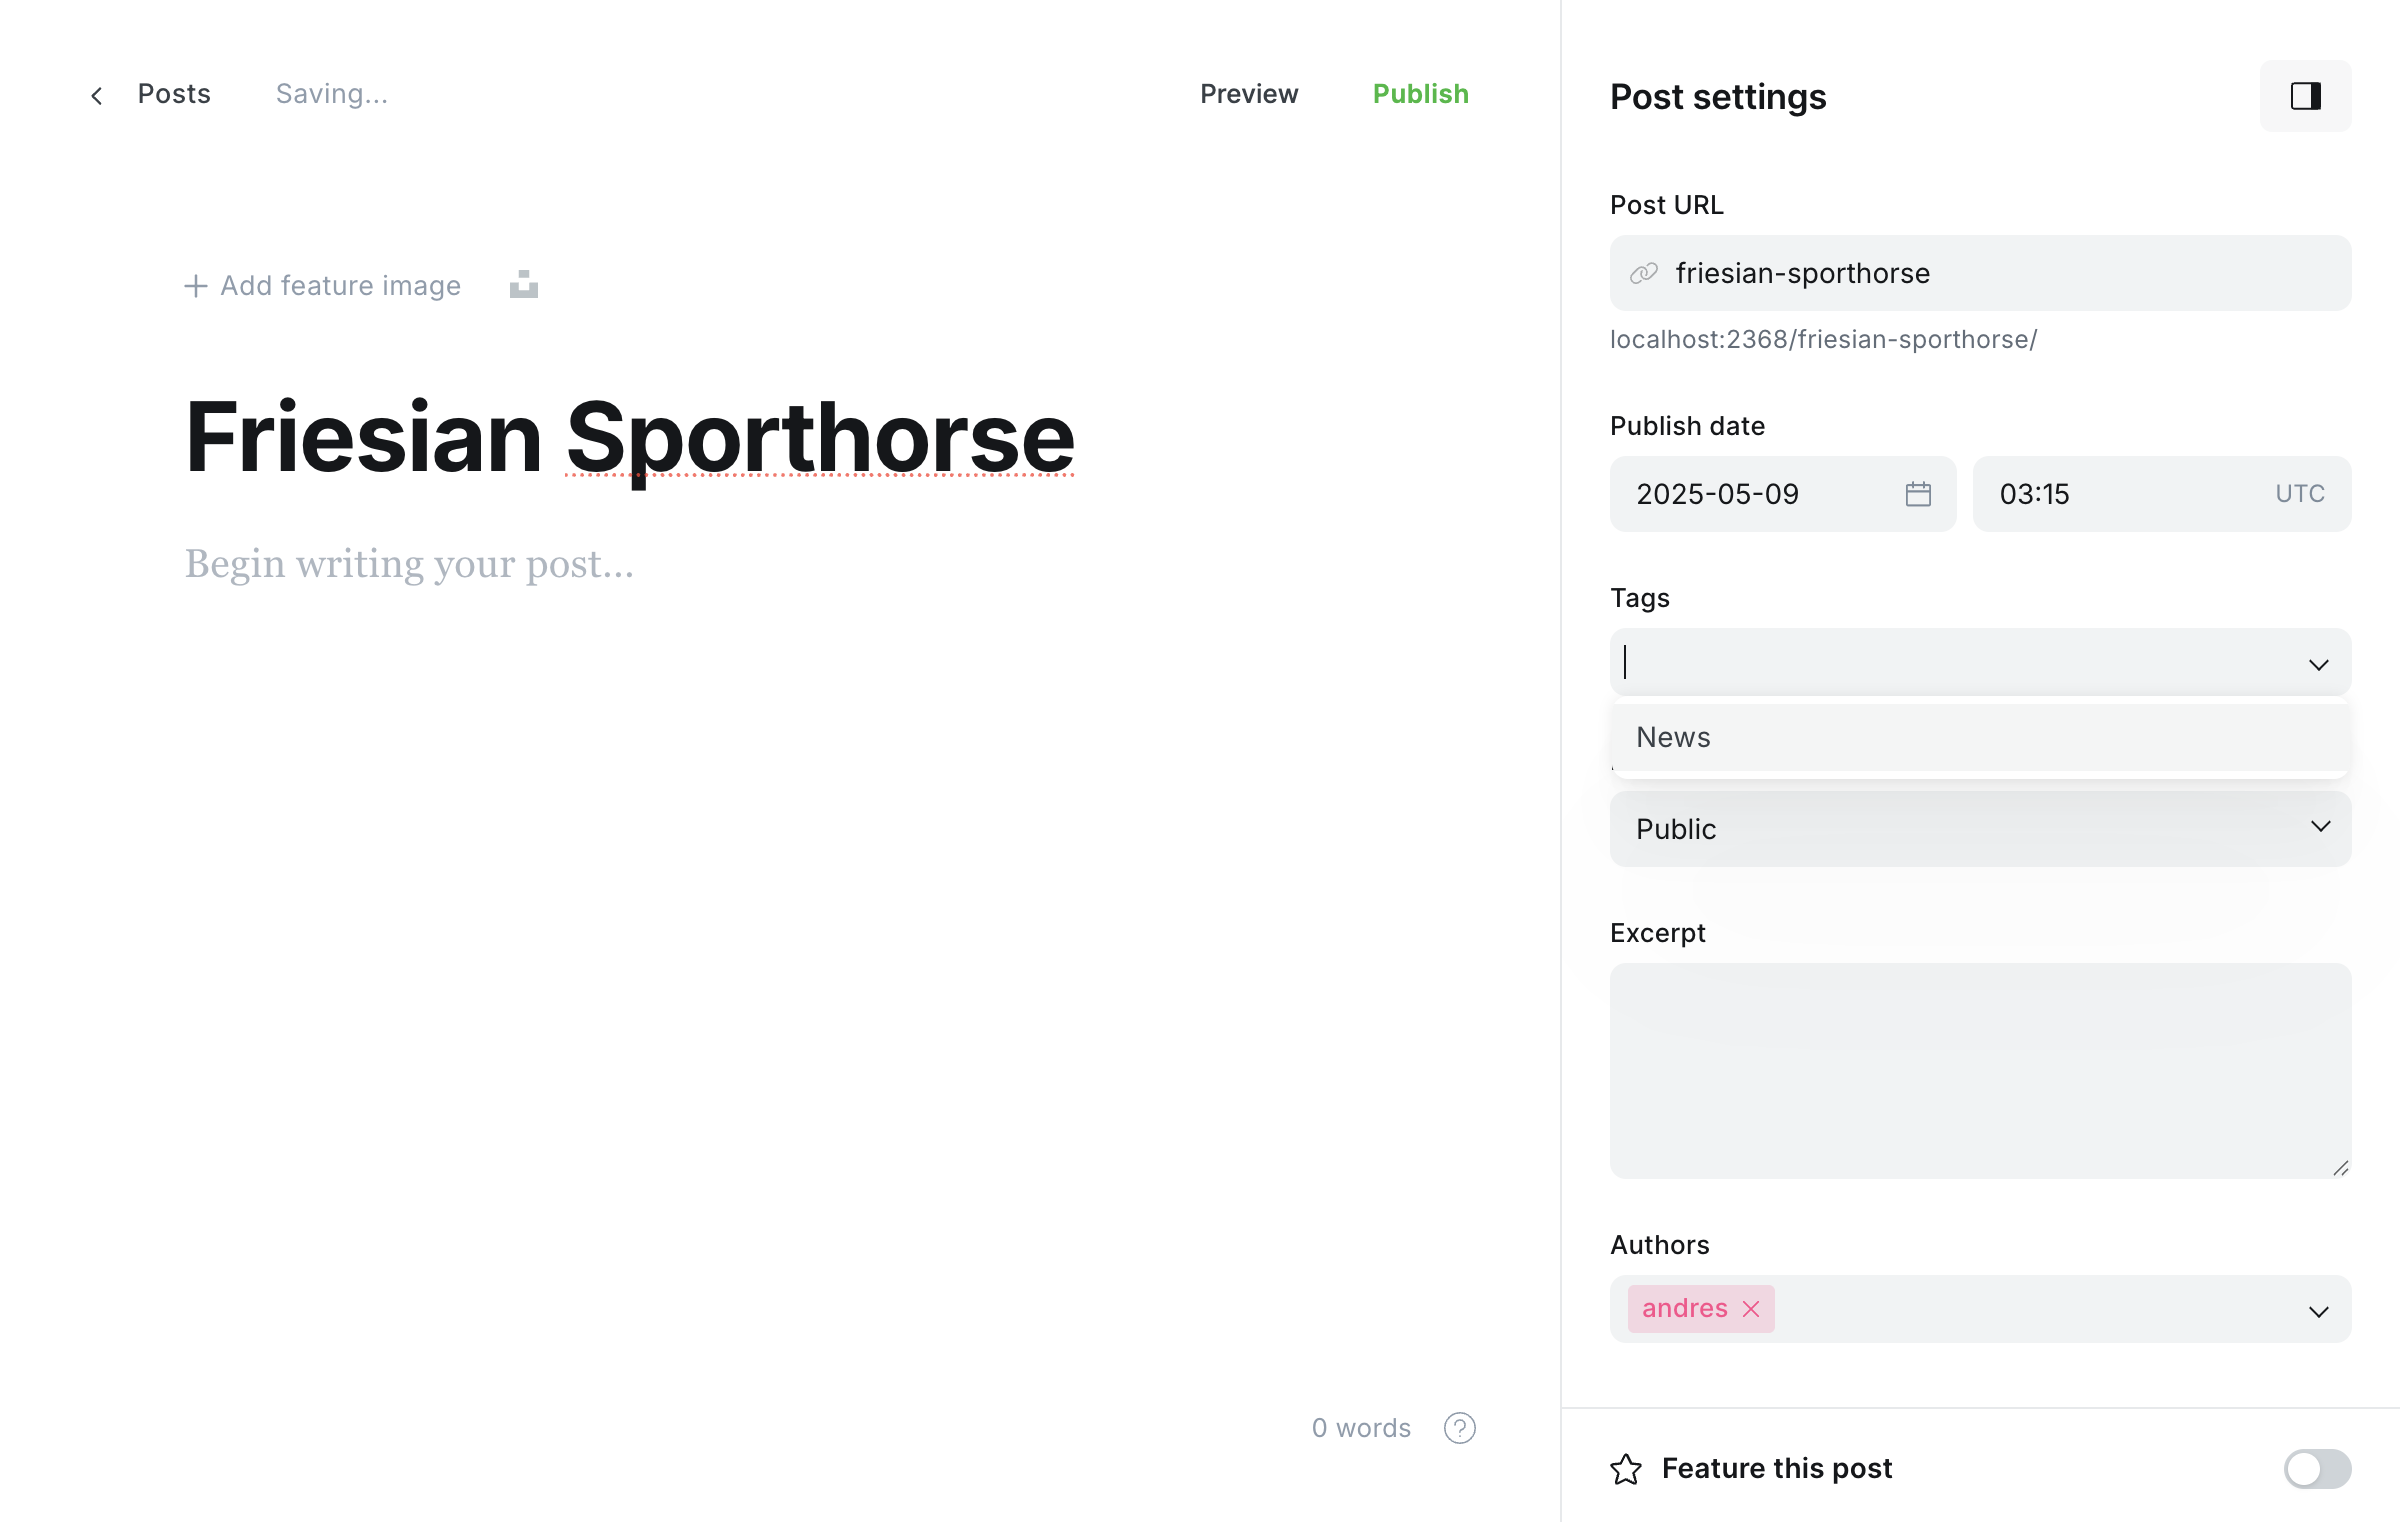 Posts
Saving...
Preview
Publish
Add feature image
Friesian Sporthorse
Begin writing your post...
0 words
?
Post settings
Post URL
friesian-sporthorse
localhost:2368/friesian-sporthorse/
Publish date
2025-05-09
03:15
UTC
Tags
News
Public
Excerpt
Authors
andres
Feature this post